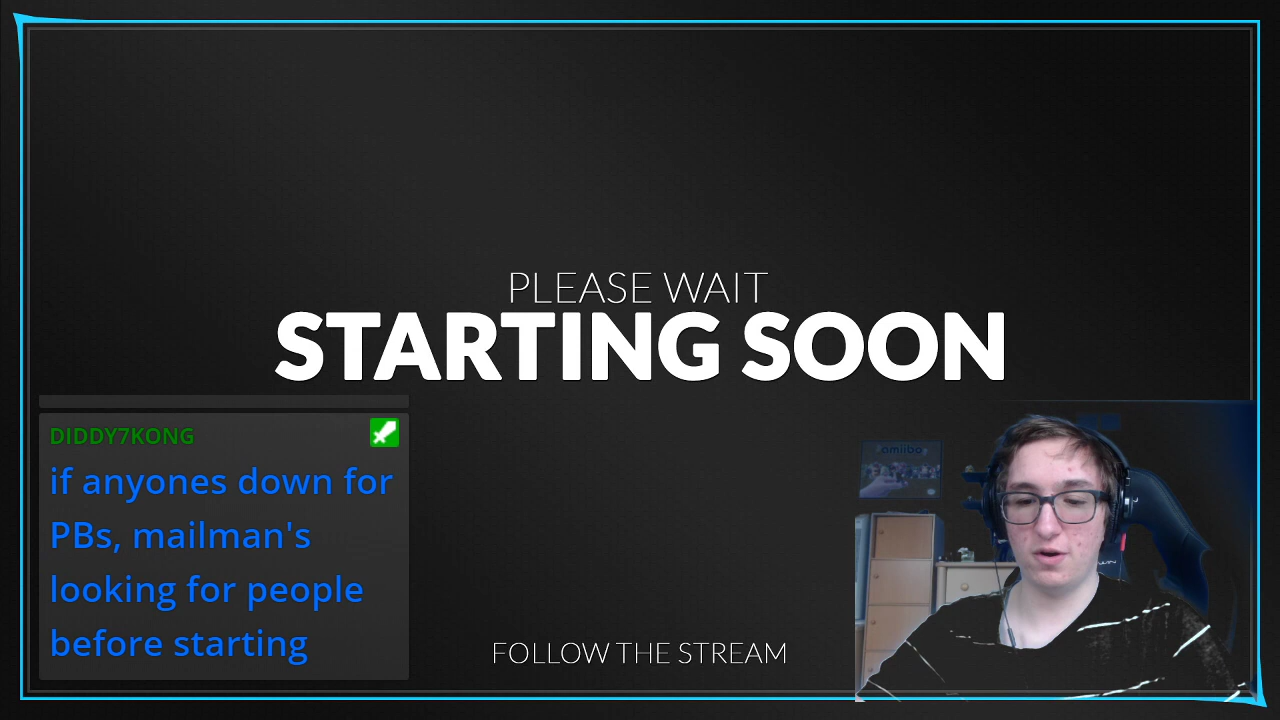 PLEASE WAIT
STARTING SOON
DIDDY7KONG
if anyones down for
PBs, mailman's
looking for people
before starting
amiibo
FOLLOW THE STREAM